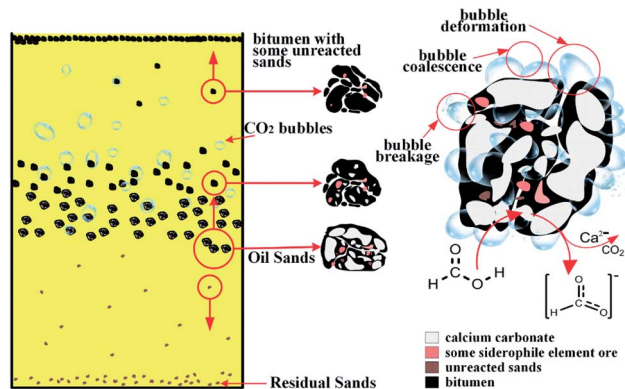 bitumen with
some unreacted
sands
CO2 bubbles
Oil Sands
Residual Sands
bubble
deformation
bubble
coalescence
bubble
breakage
O
H
O
H
Ca2-
CO2
O
H
O
-
calcium carbonate
some siderophile element ore
unreacted sands
bitumen